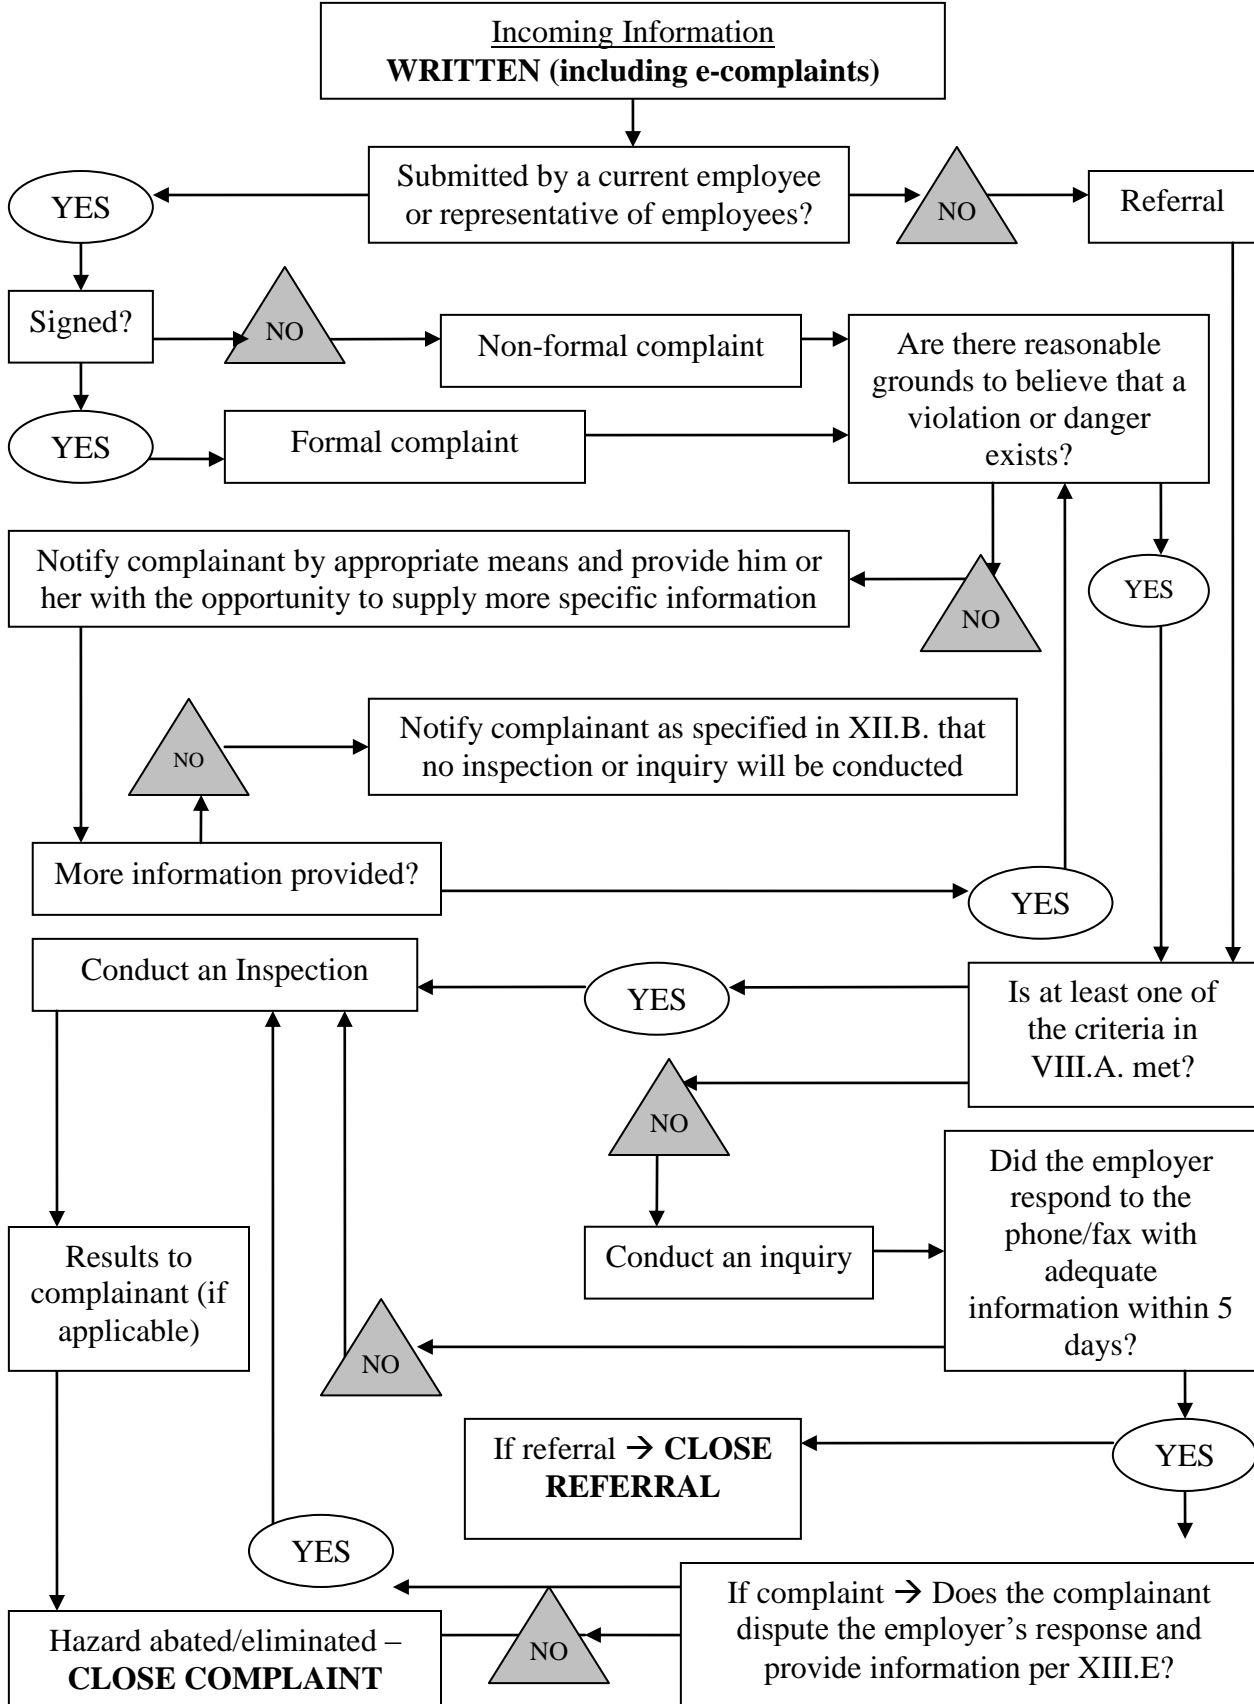 Incoming Information
WRITTEN (including e-complaints)
Submitted by a current employee
or representative of employees?
YES
NO
Referral
Signed?
NO
Non-formal complaint
Are there reasonable
grounds to believe that a
violation or danger
exists?
YES
Formal complaint
Notify complainant by appropriate means and provide him or
her with the opportunity to supply more specific information
NO
YES
NO
Notify complainant as specified in XII.B. that
no inspection or inquiry will be conducted
More information provided?
YES
Conduct an Inspection
YES
Is at least one of
the criteria in
VIII.A. met?
NO
Did the employer
respond to the
phone/fax with
adequate
information within 5
days?
Conduct an inquiry
Results to
complainant (if
applicable)
NO
If referral → CLOSE
REFERRAL
YES
YES
If complaint → Does the complainant
dispute the employer’s response and
provide information per XIII.E?
NO
Hazard abated/eliminated –
CLOSE COMPLAINT